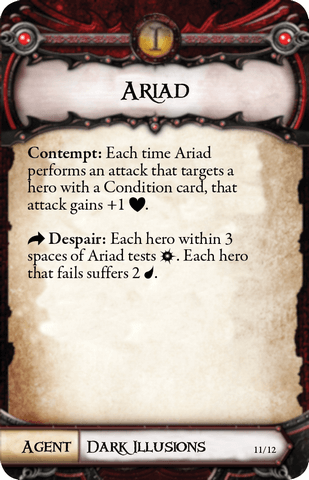 I
Ariad
Contempt: Each time Ariad
performs an attack that targets a
hero with a Condition card, that
attack gains +1 ♥.
Despair: Each hero within 3
spaces of Ariad tests . Each hero
that fails suffers 2 .
Agent Dark Illusions 11/12